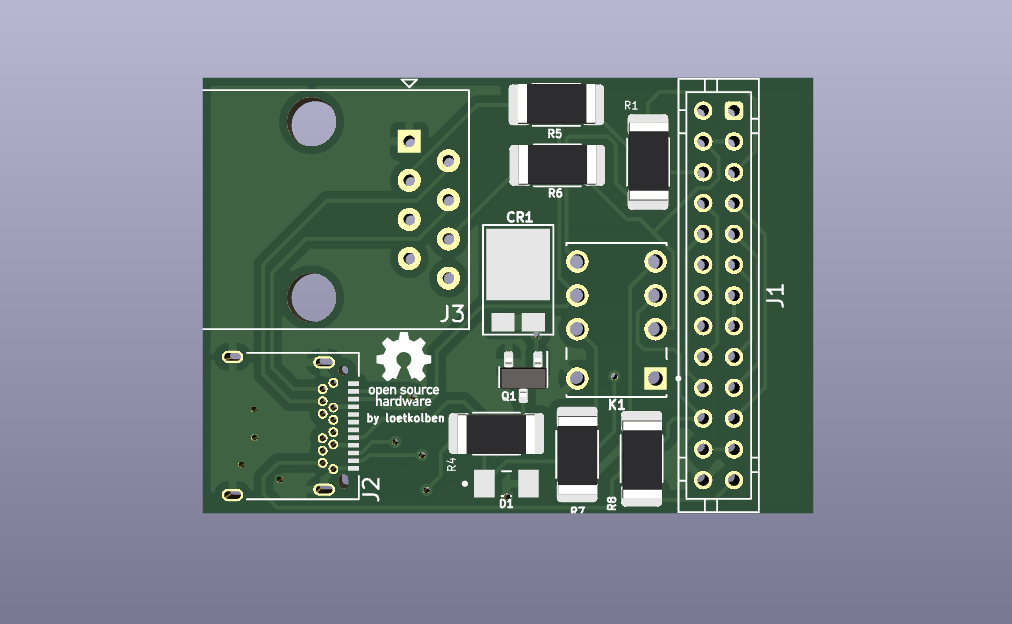 R5
R1
R6
CR1
J1
J3
open source
hardware
by loetkolben
Q1
K1
R4
J2
D1
R7
R8